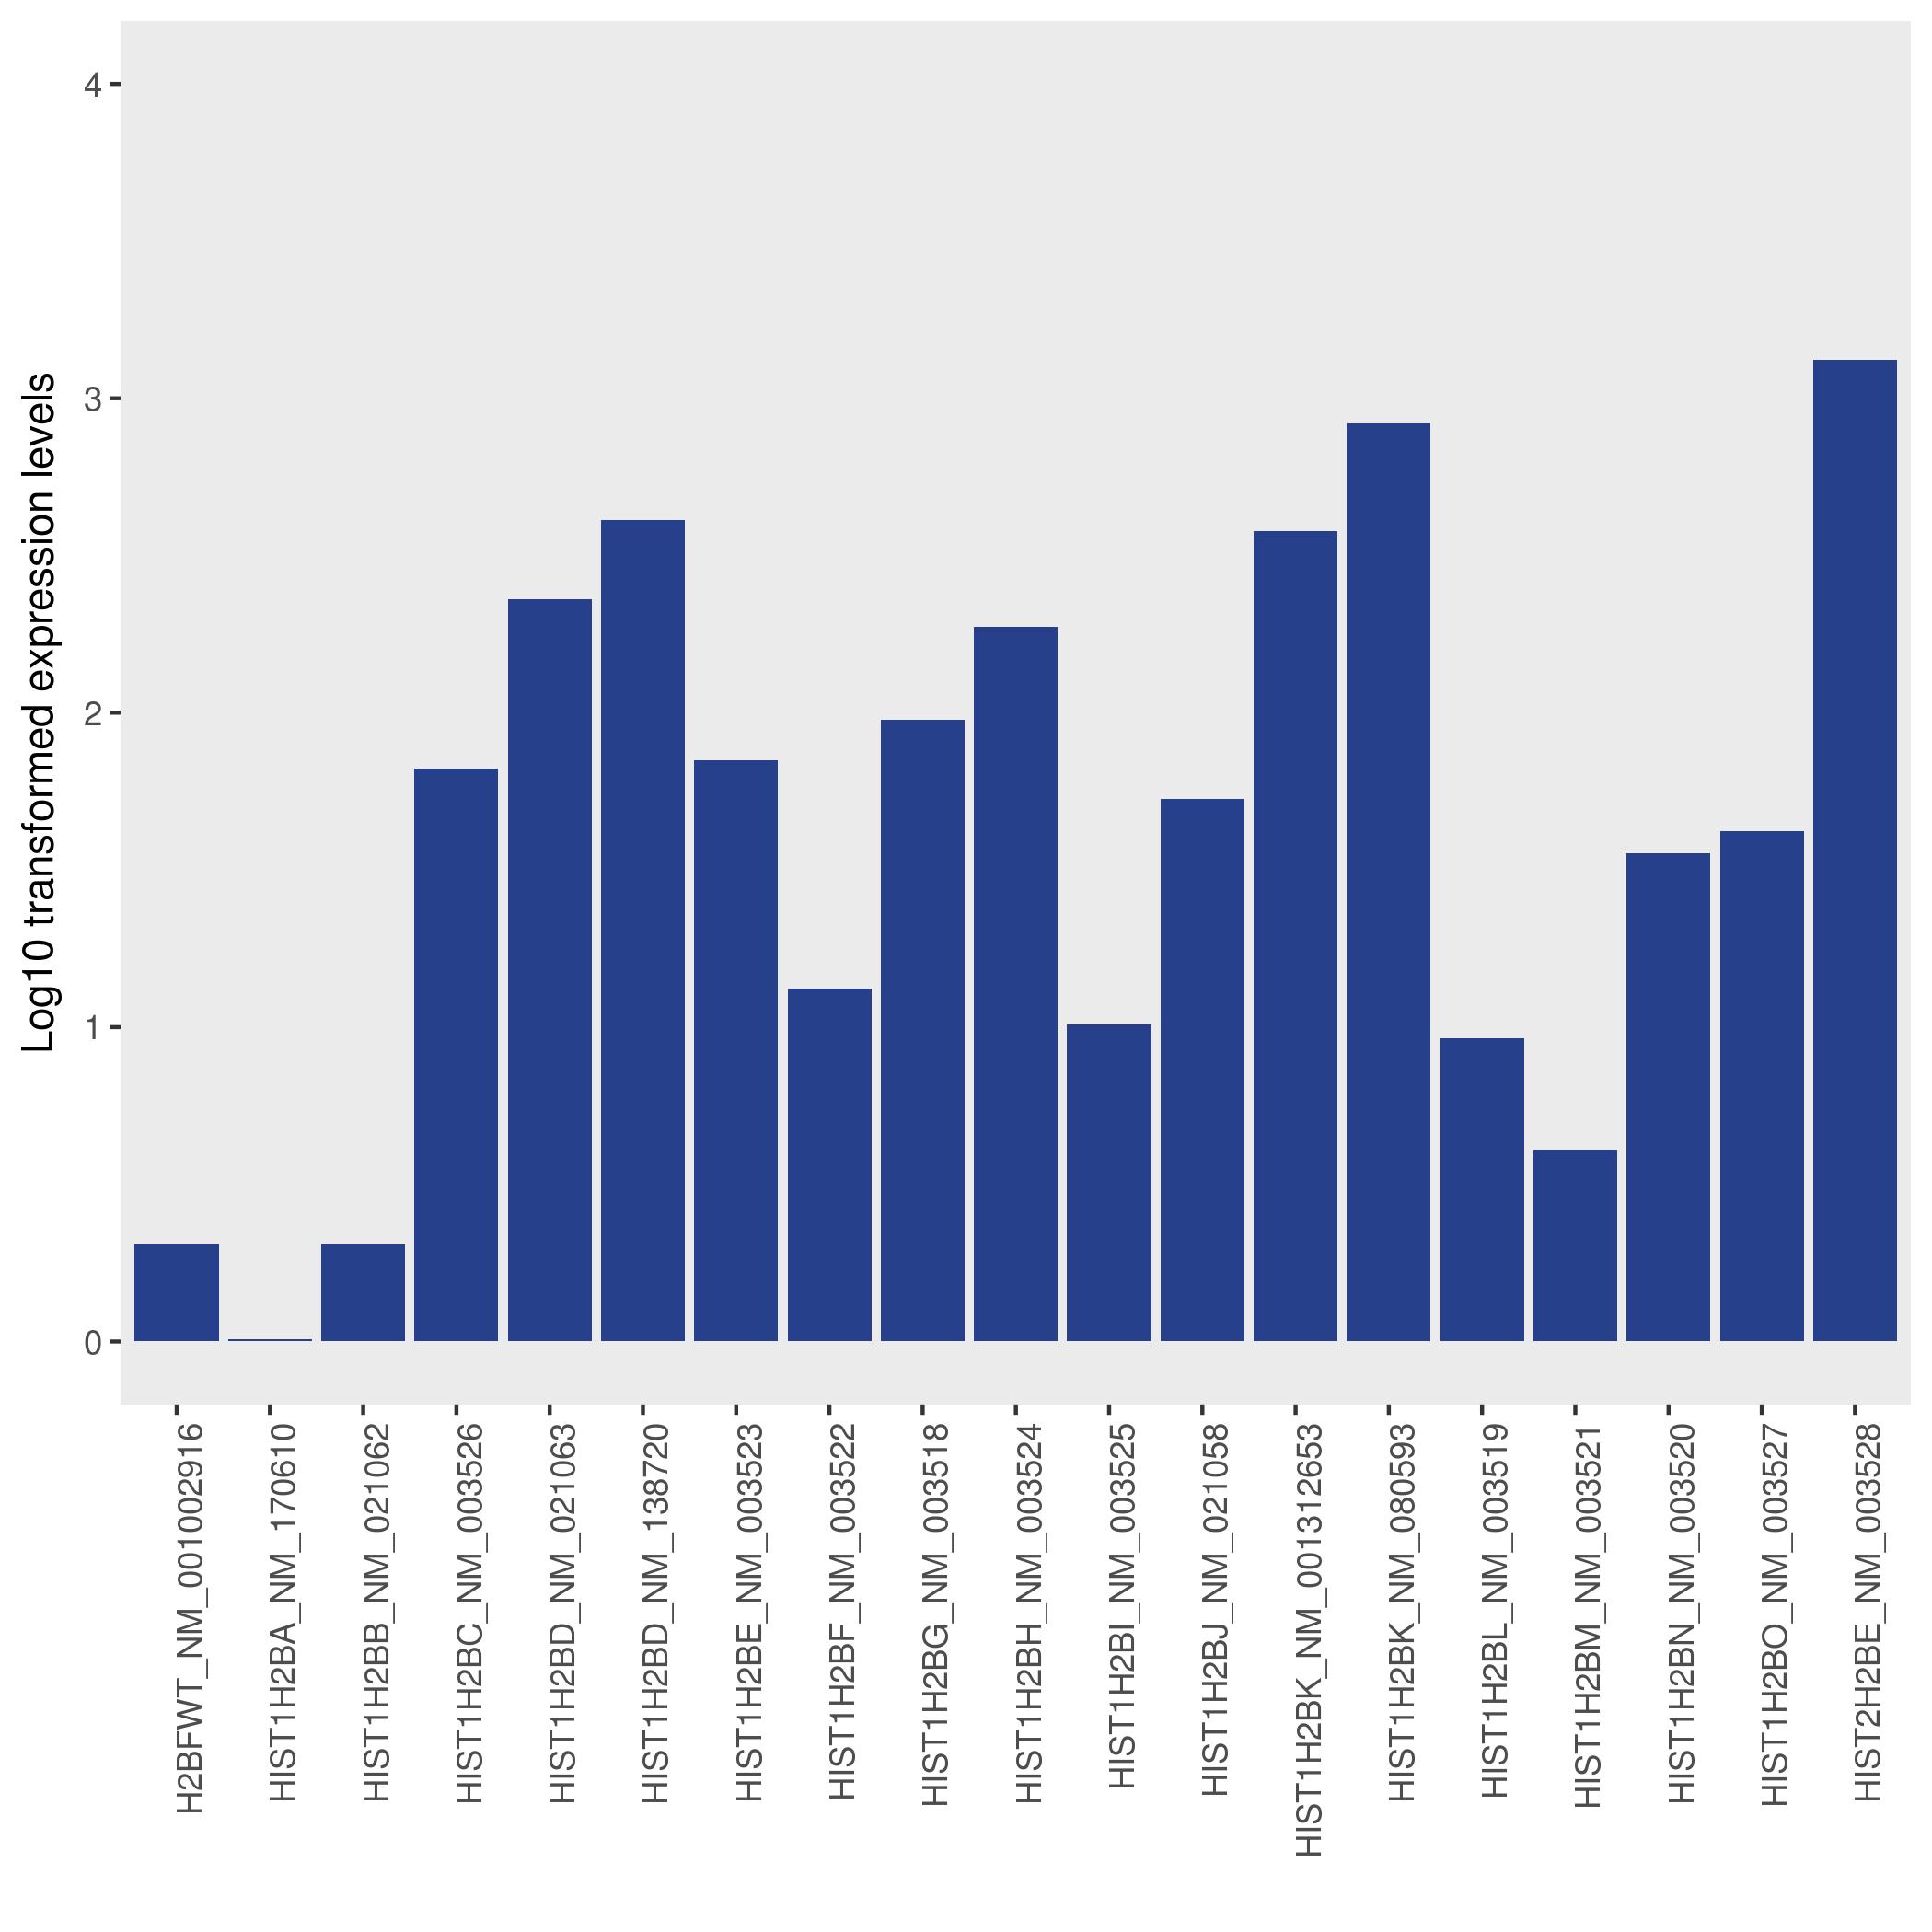 Log10 transformed expression levels
4
3
2
1
0
H2BFWT_NM_001002916
HIST1H2BA_NM_170610
HIST1H2BB_NM_021062
HIST1H2BC_NM_003526
HIST1H2BD_NM_021063
HIST1H2BD_NM_138720
HIST1H2BE_NM_003523
HIST1H2BF_NM_003522
HIST1H2BG_NM_003518
HIST1H2BH_NM_003524
HIST1H2BI_NM_003525
HIST1H2BJ_NM_021058
HIST1H2BK_NM_001312653
HIST1H2BK_NM_080593
HIST1H2BL_NM_003519
HIST1H2BM_NM_003521
HIST1H2BN_NM_003520
HIST1H2BO_NM_003527
HIST2H2BE_NM_003528